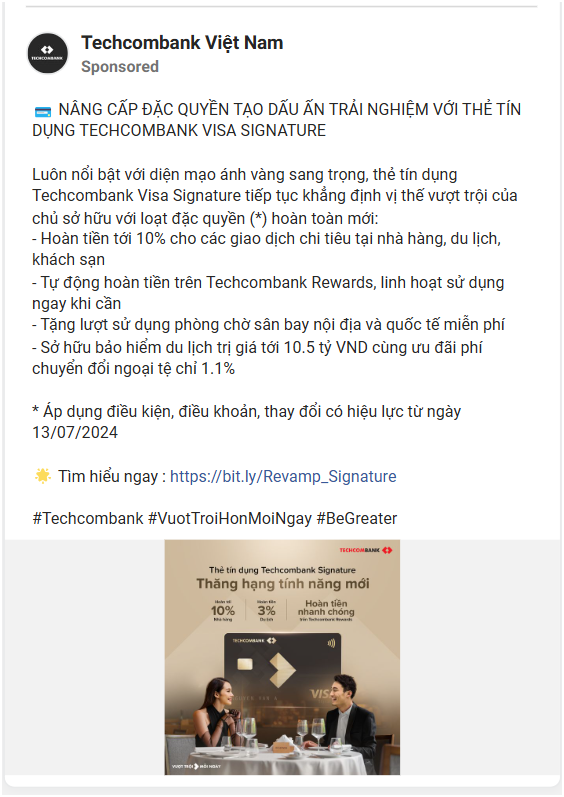 Techcombank Việt Nam
Sponsored
NÂNG CẤP ĐẶC QUYỀN TẠO DẤU ẤN TRẢI NGHIỆM VỚI THẺ TÍN
DỤNG TECHCOMBANK VISA SIGNATURE
Luôn nổi bật với diện mạo ánh vàng sang trọng, thẻ tín dụng
Techcombank Visa Signature tiếp tục khẳng định vị thế vượt trội của
chủ sở hữu với loạt đặc quyền (*) hoàn toàn mới:
- Hoàn tiền tới 10% cho các giao dịch chi tiêu tại nhà hàng, du lịch,
khách sạn
- Tự động hoàn tiền trên Techcombank Rewards, linh hoạt sử dụng
ngay khi cần
- Tặng lượt sử dụng phòng chờ sân bay nội địa và quốc tế miễn phí
- Sở hữu bảo hiểm du lịch trị giá tới 10.5 tỷ VND cùng ưu đãi phí
chuyển đổi ngoại tệ chỉ 1.1%
* Áp dụng điều kiện, điều khoản, thay đổi có hiệu lực từ ngày
13/07/2024
Tìm hiểu ngay : https://bit.ly/Revamp_Signature
#Techcombank #VuotTroiHonMoiNgay #BeGreater
TECHCOMBANK
Thẻ tín dụng Techcombank Signature
Thăng hạng tính năng mới
Hoàn tới
10%
Nhà hàng
Hoàn tiền
3%
Du lịch
Hoàn tiền
nhanh chóng
trên Techcombank Rewards
TECHCOMBANK
VISA
VƯỢT TRỘI MỖI NGÀY